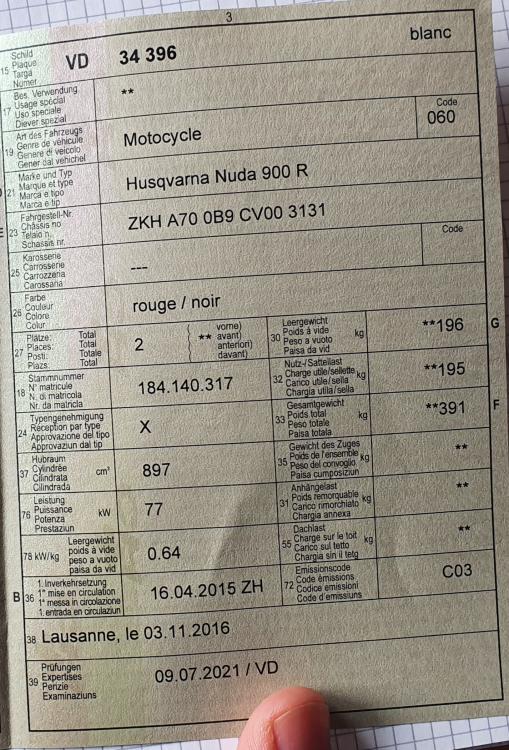 3
15 Schild
Plaque
Targa
Numer
VD 34 396 blanc
17 Bes. Verwendung
Usage spécial
Uso speciale
Diever spezial
**
19 Art des Fahrzeugs
Genre de véhicule
Genere di veicolo
Gener dal vehichel
Motocycle
Code
060
21 Marke und Typ
Marque et type
Marca e tipo
Marca e tip
Husqvarna Nuda 900 R
23 Fahrgestell-Nr.
Châssis no
Telaio n.
Schassis nr.
ZKH A70 0B9 CV00 3131
25 Karosserie
Carrosserie
Carrozzeria
Carossaria
---
Code
26 Farbe
Couleur
Colore
Colur
rouge / noir
27 Plätze: Total
Places: Total
Posti: Totale
Plazs: Total
2
** vorne)
avant)
anteriori)
davant)
30 Leergewicht
Poids à vide kg
Peso a vuoto
Paisa da vid
**196 G
18 Stammnummer
N° matricule
N. di matricola
Nr. da matricla
184.140.317
32 Nutz-/Sattellast
Charge utile/sellette kg
Carico utile/sella
Chargia utila/sella
**195
24 Typengenehmigung
Réception par type
Approvazione del tipo
Approvaziun dal tip
X
33 Gesamtgewicht
Poids total kg
Peso totale
Paisa totala
**391 F
37 Hubraum
Cylindrée cm³
Cilindrata
Cilindrada
897
35 Gewicht des Zuges
Poids de l'ensemble kg
Peso del convoglio
Paisa cumposiziun
**
76 Leistung
Puissance kW
Potenza
Prestaziun
77
31 Anhängelast
Poids remorquable kg
Carico rimorchiato
Chargia annexa
**
78 kW/kg Leergewicht
poids à vide
peso a vuoto
paisa da vid
0.64
55 Dachlast
Charge sur le toit kg
Carico sul tetto
Chargia sin il tetg
**
B 36 1. Inverkehrsetzung
1re mise en circulation
1a messa in circolazione
1. entrada en circulaziun
16.04.2015 ZH
72 Emissionscode
Code émissions
Codice emissioni
Code d'emissiuns
C03
38 Lausanne, le 03.11.2016
39 Prüfungen
Expertises
Perizie
Examinaziuns
09.07.2021 / VD